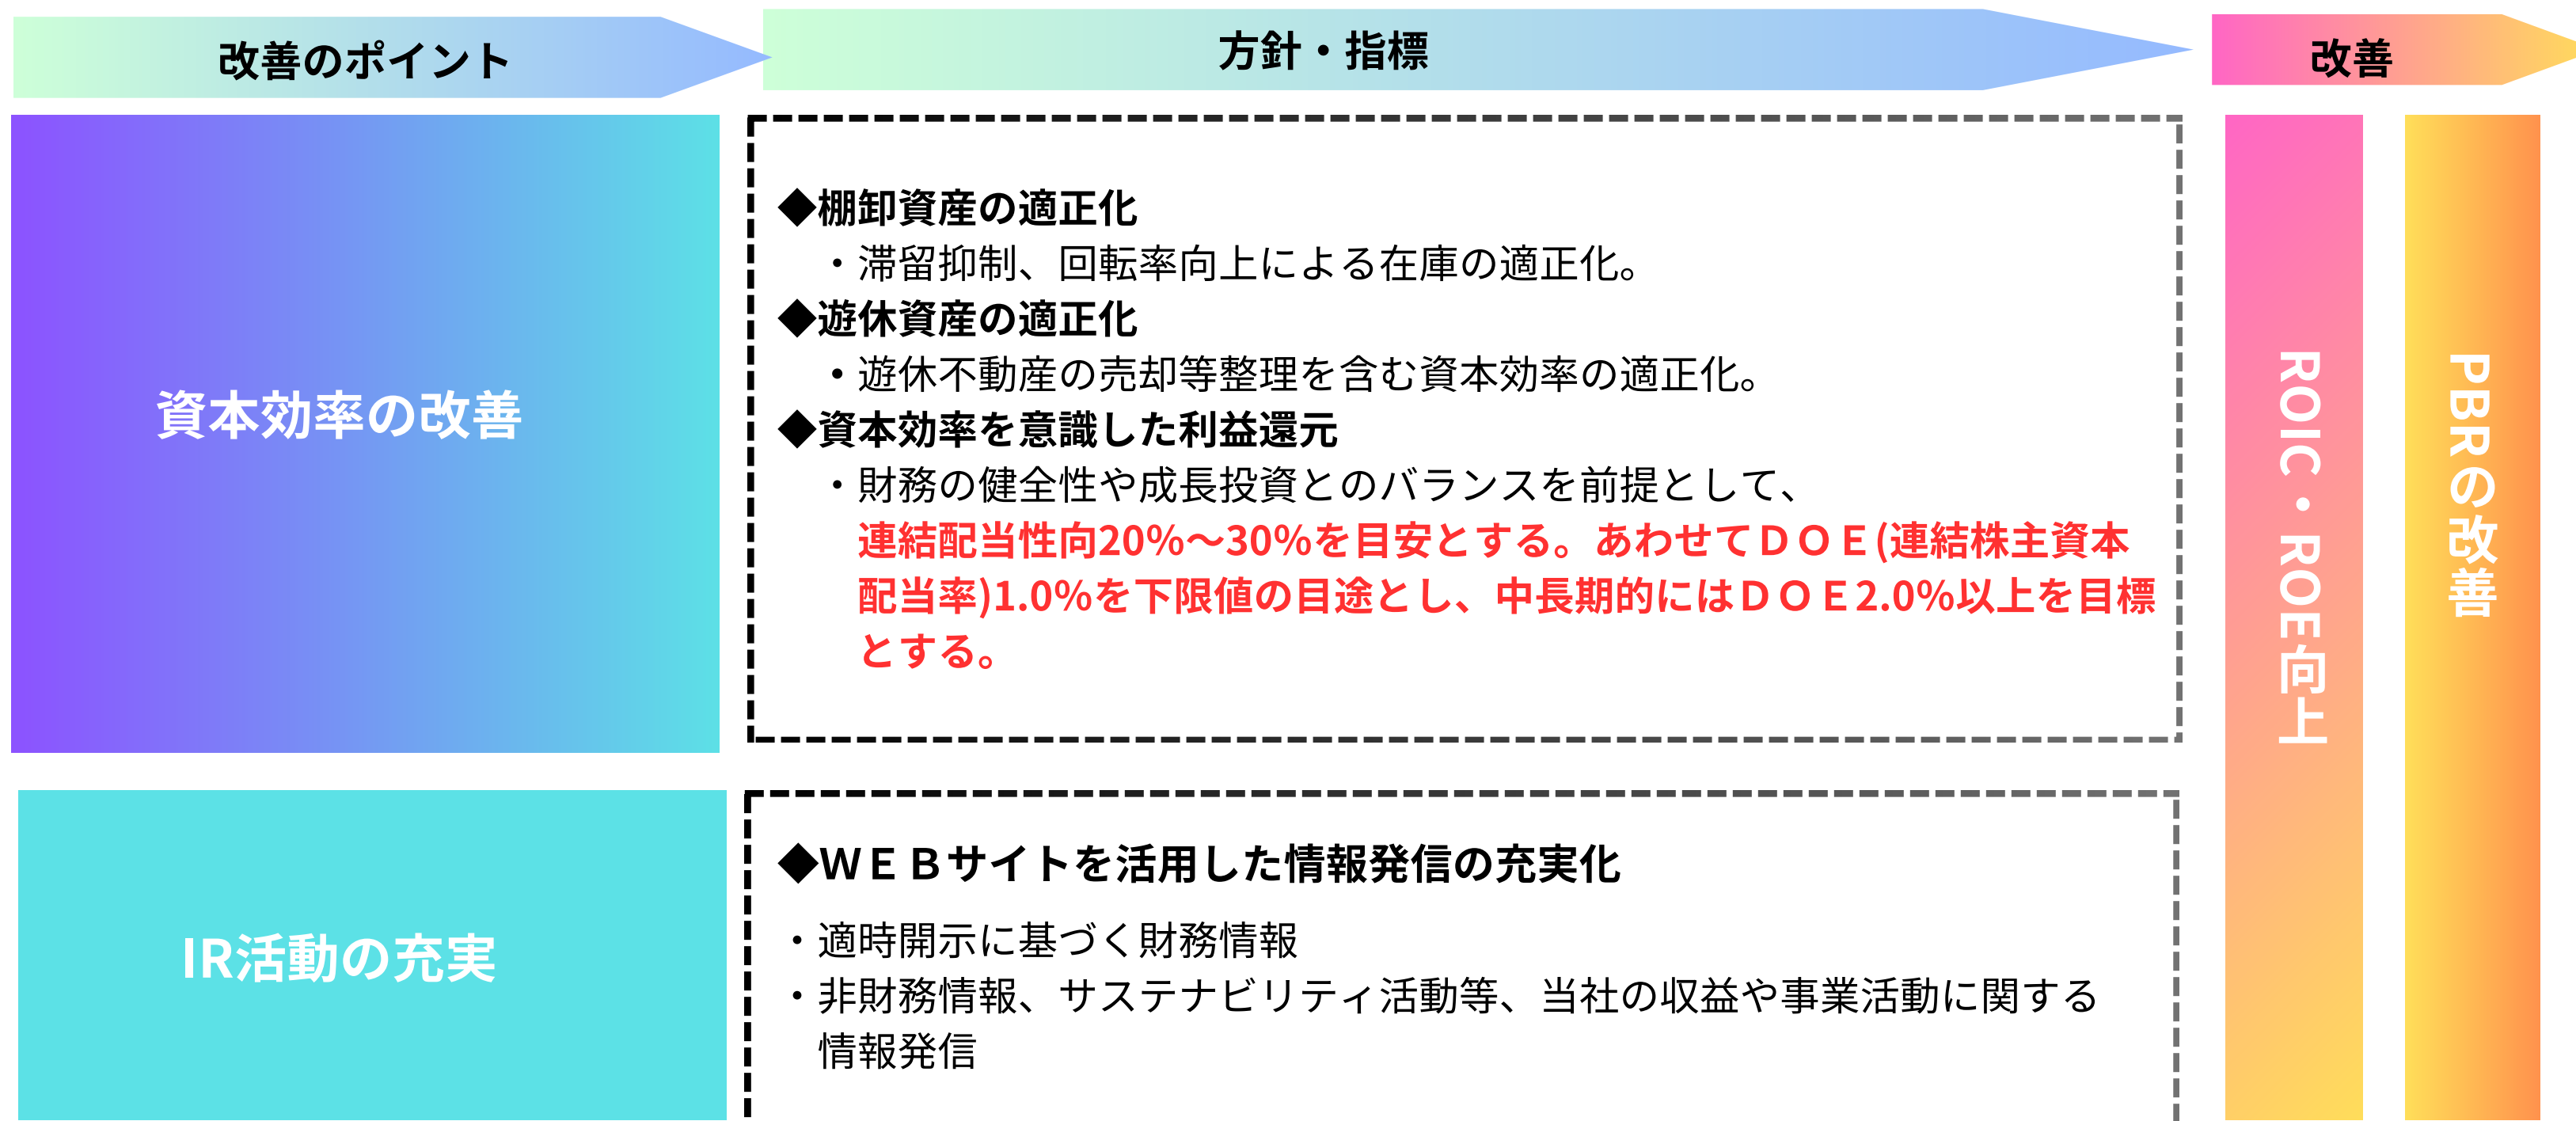 改善のポイント
方針・指標
改善
資本効率の改善
◆棚卸資産の適正化
・滞留抑制、回転率向上による在庫の適正化。
◆遊休資産の適正化
・遊休不動産の売却等整理を含む資本効率の適正化。
◆資本効率を意識した利益還元
・財務の健全性や成長投資とのバランスを前提として、
連結配当性向20%～30%を目安とする。あわせてＤＯＥ(連結株主資本
配当率)1.0%を下限値の目途とし、中長期的にはＤＯＥ2.0%以上を目標
とする。
IR活動の充実
◆ＷＥＢサイトを活用した情報発信の充実化
・適時開示に基づく財務情報
・非財務情報、サステナビリティ活動等、当社の収益や事業活動に関する
情報発信
ROIC・ROE向上
PBRの改善